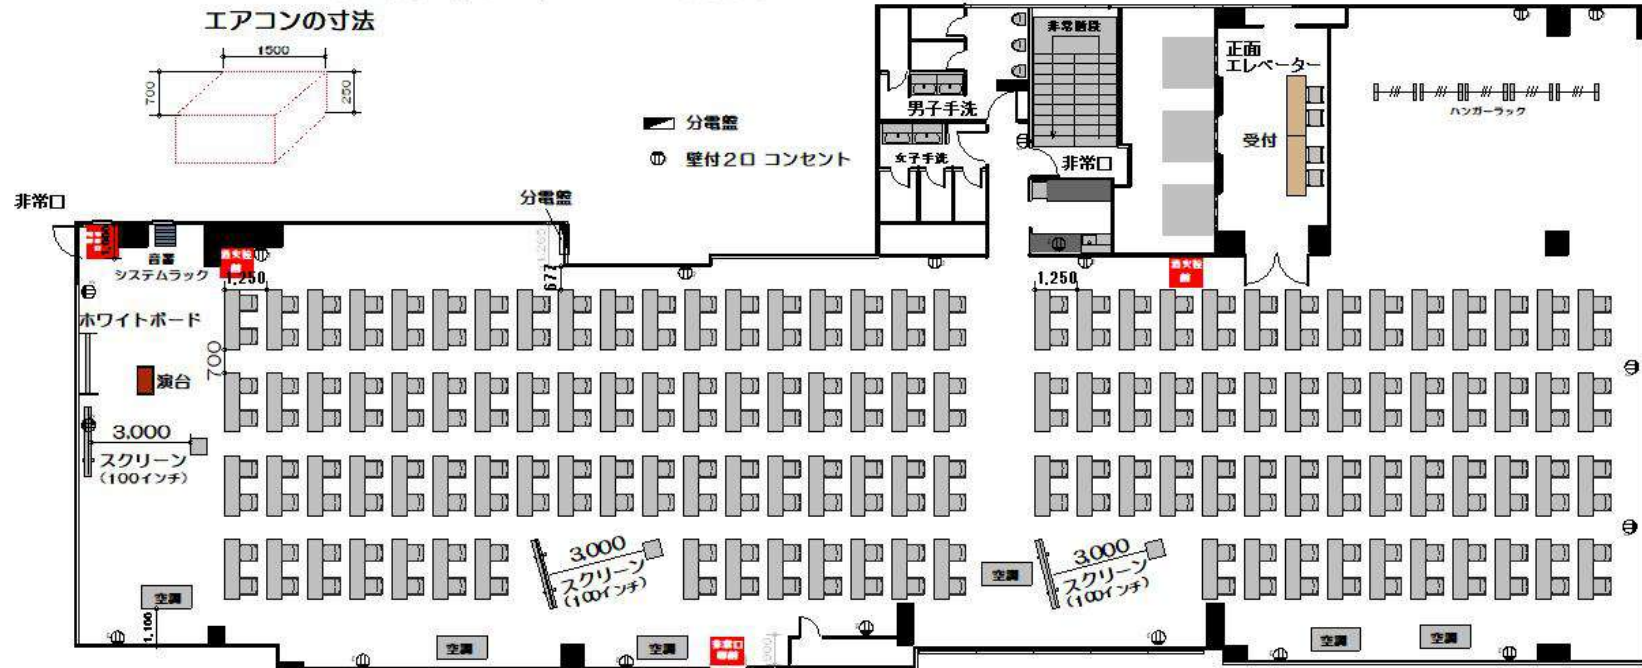 エアコンの寸法
1500
700
250
分電盤
壁付2口 コンセント
非常階段
男子手洗
女子手洗
非常口
正面
エレベーター
受付
ハンガーラック
非常口
分電盤
音響
システムラック
1,250
677
1,250
ホワイトボード
700
演台
3,000
スクリーン
(100インチ)
3,000
スクリーン
(100インチ)
空調
3,000
スクリーン
(100インチ)
空調
1,100
空調
空調
空調
空調